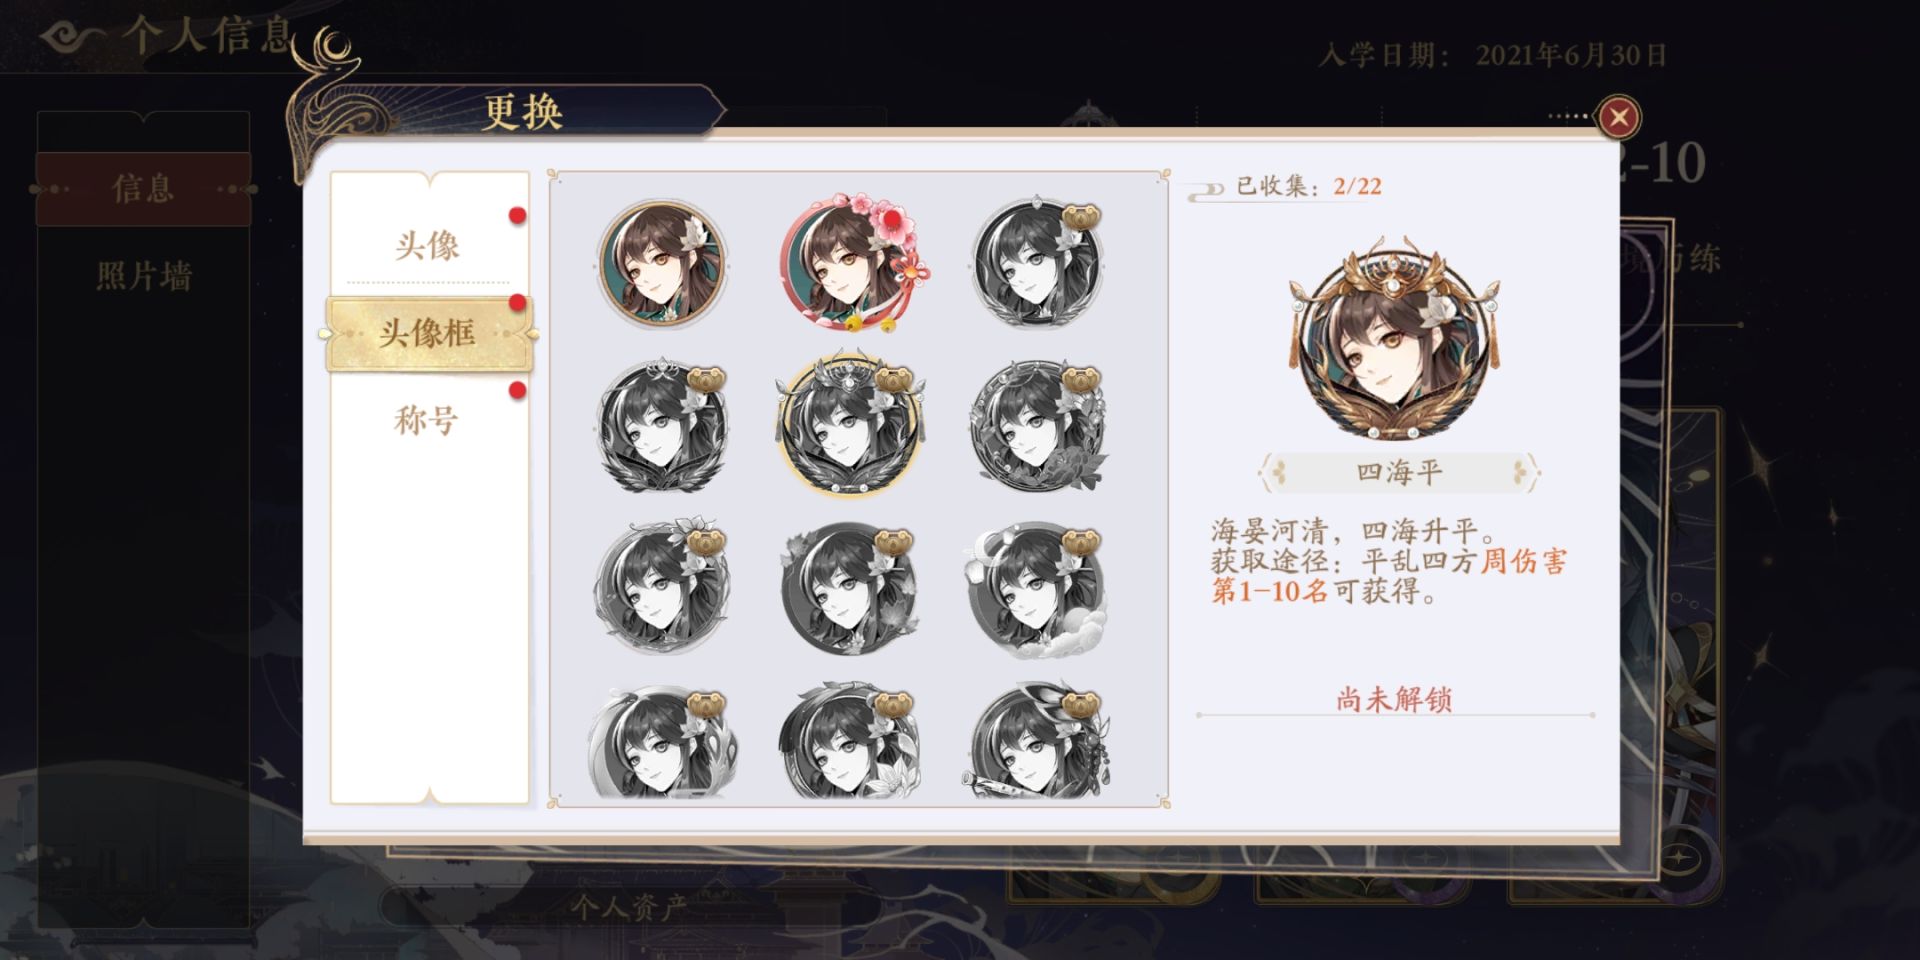 个人信息
入学日期： 2021年6月30日
更换
信息
照片墙
头像
头像框
称号
已收集：2/22
四海平
海晏河清，四海升平。
获取途径：平乱四方周伤害
第1-10名可获得。
尚未解锁
-10
历练
个人资产